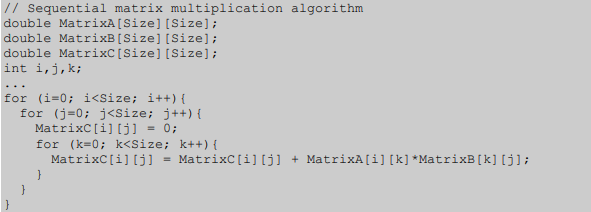 // Sequential matrix multiplication algorithm
double MatrixA[Size][Size];
double MatrixB[Size][Size];
double MatrixC[Size][Size];
int i,j,k;
...
for (i=0; i<Size; i++){
  for (j=0; j<Size; j++){
    MatrixC[i][j] = 0;
    for (k=0; k<Size; k++){
      MatrixC[i][j] = MatrixC[i][j] + MatrixA[i][k]*MatrixB[k][j];
    }
  }
}